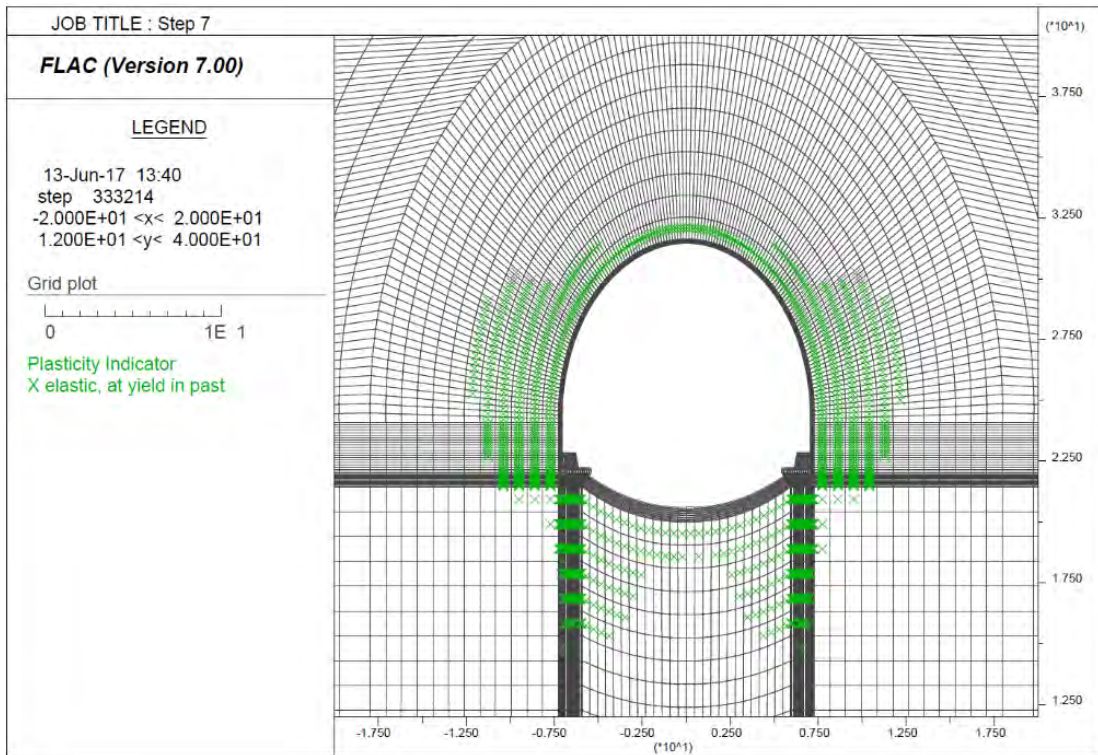 JOB TITLE : Step 7
FLAC (Version 7.00)
LEGEND
13-Jun-17 13:40
step 333214
-2.000E+01 <x< 2.000E+01
1.200E+01 <y< 4.000E+01
Grid plot
0 1E 1
Plasticity Indicator
X elastic, at yield in past
(*10^1)
3.750
3.250
2.750
2.250
1.750
1.250
-1.750 -1.250 -0.750 -0.250 0.250 0.750 1.250 1.750
(*10^1)